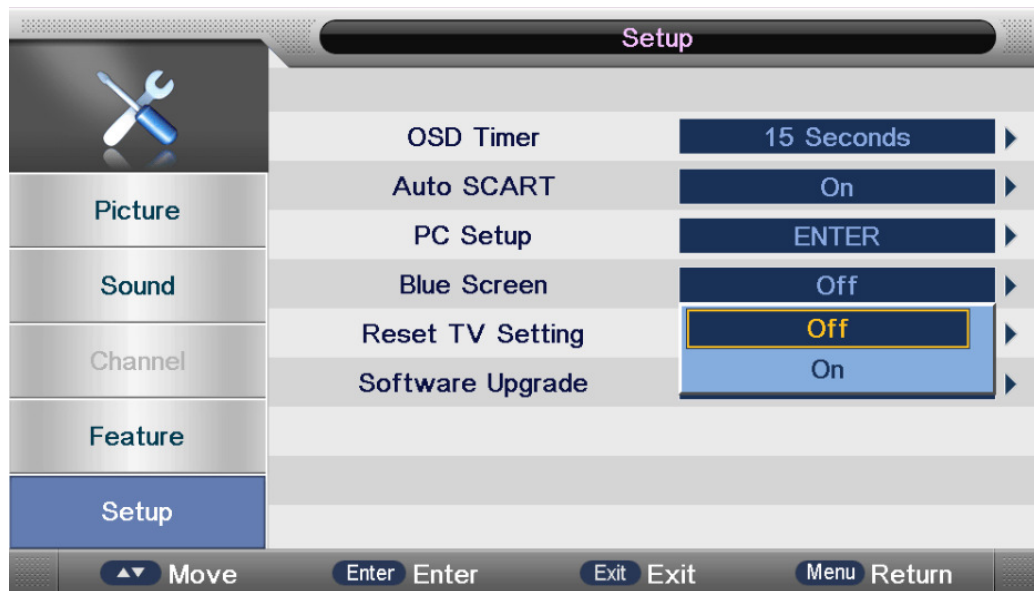 Setup
OSD Timer 15 Seconds
Auto SCART On
Picture
PC Setup ENTER
Sound
Blue Screen Off
Reset TV Setting Off
Channel
Software Upgrade On
Feature
Setup
Move Enter Enter Exit Exit Menu Return